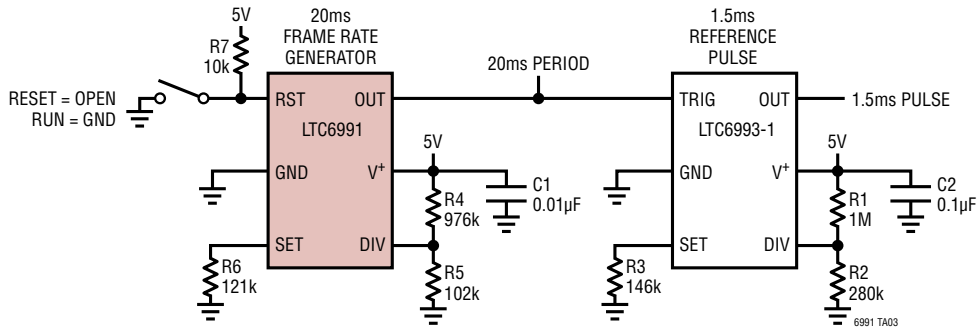 5V
R7
10k
RESET = OPEN
RUN = GND
20ms
FRAME RATE
GENERATOR
RST
OUT
LTC6991
GND
V+
SET
DIV
R6
121k
5V
R4
976k
R5
102k
C1
0.01µF
20ms PERIOD
1.5ms
REFERENCE
PULSE
TRIG
OUT
LTC6993-1
GND
V+
SET
DIV
R3
146k
1.5ms PULSE
5V
R1
1M
R2
280k
C2
0.1µF
6991 TA03